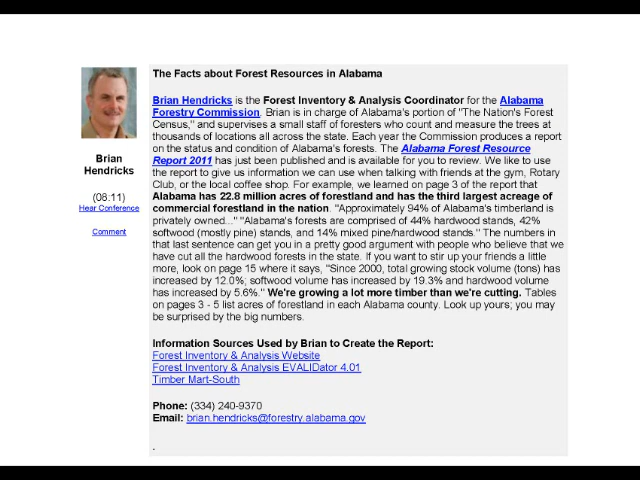 The Facts about Forest Resources in Alabama
Brian
Hendricks
(08:11)
Hear Conference
Comment
Brian Hendricks is the Forest Inventory & Analysis Coordinator for the Alabama
Forestry Commission. Brian is in charge of Alabama's portion of "The Nation's Forest
Census," and supervises a small staff of foresters who count and measure the trees at
thousands of locations all across the state. Each year the Commission produces a report
on the status and condition of Alabama's forests. The Alabama Forest Resource
Report 2011 has just been published and is available for you to review. We like to use
the report to give us information we can use when talking with friends at the gym, Rotary
Club, or the local coffee shop. For example, we learned on page 3 of the report that
Alabama has 22.8 million acres of forestland and has the third largest acreage of
commercial forestland in the nation. "Approximately 94% of Alabama's timberland is
privately owned..." "Alabama's forests are comprised of 44% hardwood stands, 42%
softwood (mostly pine) stands, and 14% mixed pine/hardwood stands." The numbers in
that last sentence can get you in a pretty good argument with people who believe that we
have cut all the hardwood forests in the state. If you want to stir up your friends a little
more, look on page 15 where it says, "Since 2000, total growing stock volume (tons) has
increased by 12.0%; softwood volume has increased by 19.3% and hardwood volume
has increased by 5.6%." We're growing a lot more timber than we're cutting. Tables
on pages 3 - 5 list acres of forestland in each Alabama county. Look up yours; you may
be surprised by the big numbers.
Information Sources Used by Brian to Create the Report:
Forest Inventory & Analysis Website
Forest Inventory & Analysis EVALIDator 4.01
Timber Mart-South
Phone: (334) 240-9370
Email: brian.hendricks@forestry.alabama.gov
.